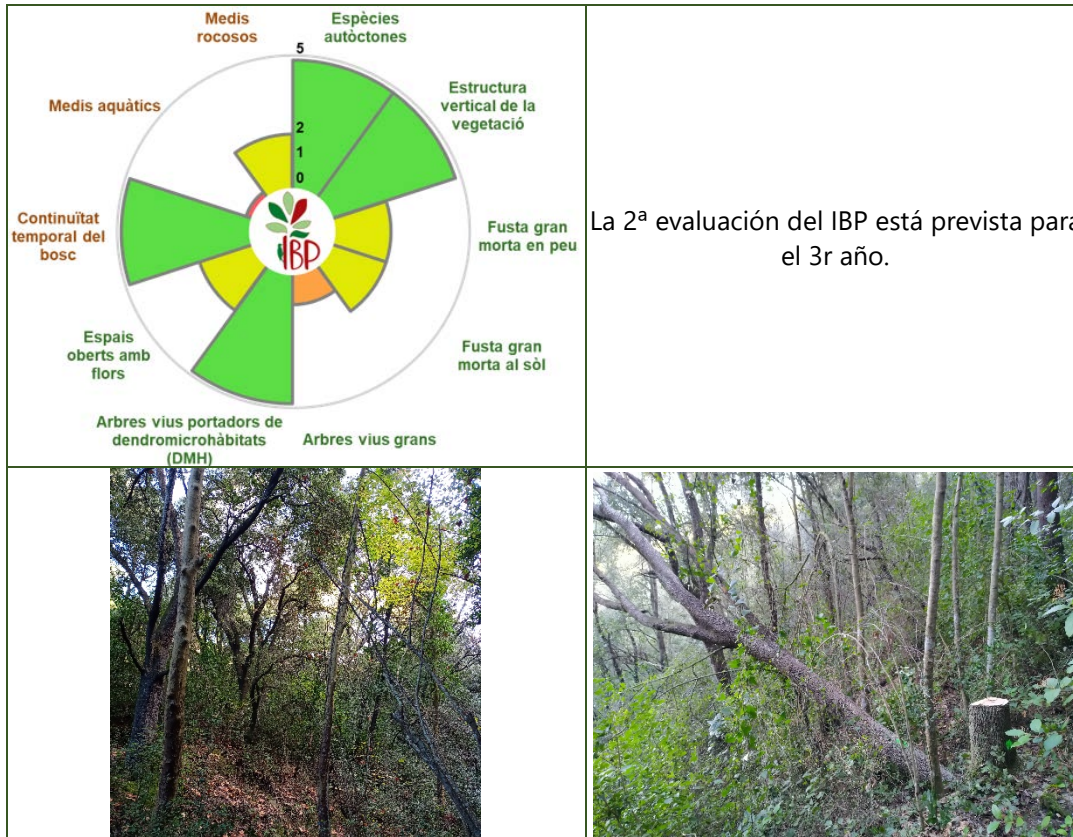 Medis
rocosos
Espècies
autòctones
5
Estructura
vertical de la
vegetació
Medis aquàtics
2
1
0
Continuïtat
temporal del
bosc
IBP
Fusta gran
morta en peu
La 2ª evaluación del IBP está prevista para
el 3r año.
Espais
oberts amb
flors
Fusta gran
morta al sòl
Arbres vius portadors de
dendromicrohàbitats
(DMH)
Arbres vius grans